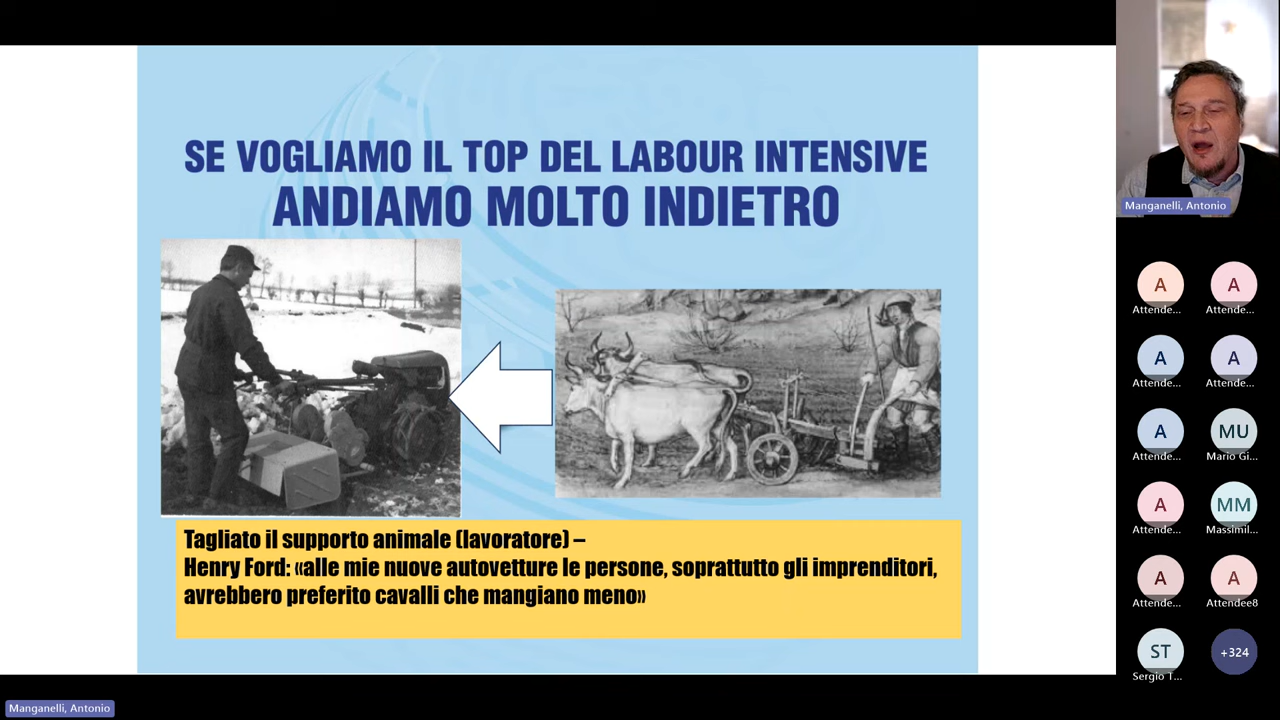 SE VOGLIAMO IL TOP DEL LABOUR INTENSIVE
ANDIAMO MOLTO INDIETRO
Tagliato il supporto animale (lavoratore) –
Henry Ford: «alle mie nuove autovetture le persone, soprattutto gli imprenditori,
avrebbero preferito cavalli che mangiano meno»
Manganelli, Antonio
A
Attende...
A
Attende...
A
Attende...
A
Attende...
A
Attende...
MU
Mario Gi...
A
Attende...
MM
Massimil...
A
Attende...
A
Attendee8
ST
Sergio T...
+324
Manganelli, Antonio